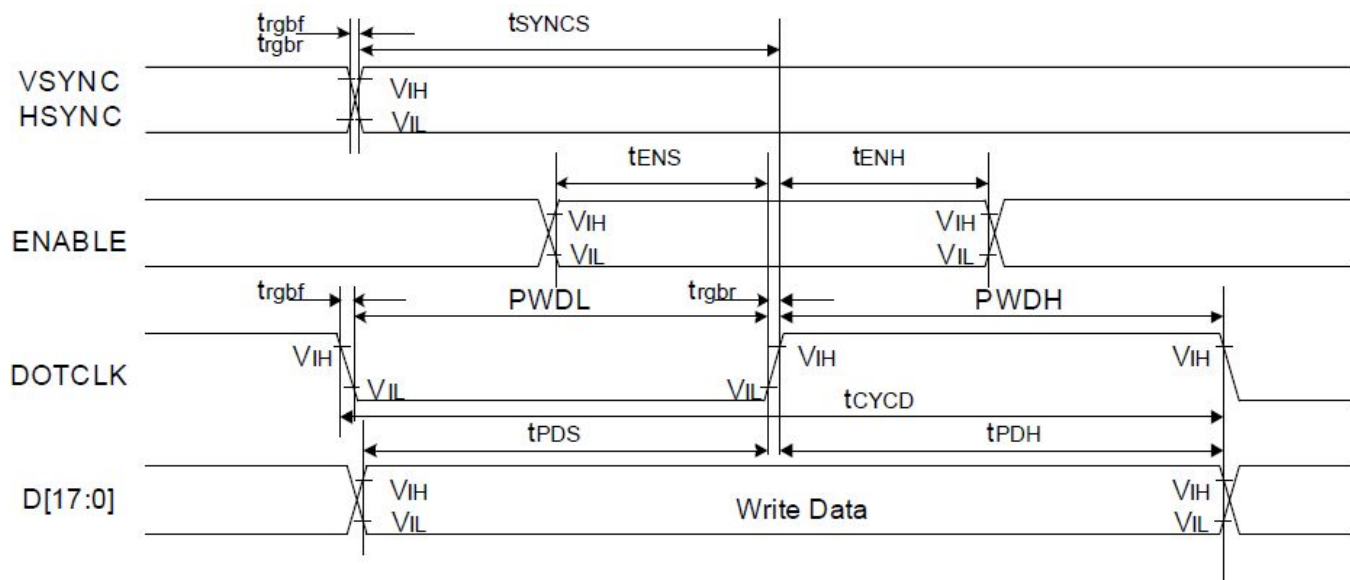 trgbf
trgbr
tSYNCS
VSYNC
HSYNC
VIH
VIL
tENS
tENH
ENABLE
VIH
VIL
VIH
VIL
trgbf
PWDL
trgbr
PWDH
DOTCLK
VIH
VIL
VIL
VIH
VIH
tCYCD
tPDS
tPDH
D[17:0]
VIH
VIL
Write Data
VIH
VIL